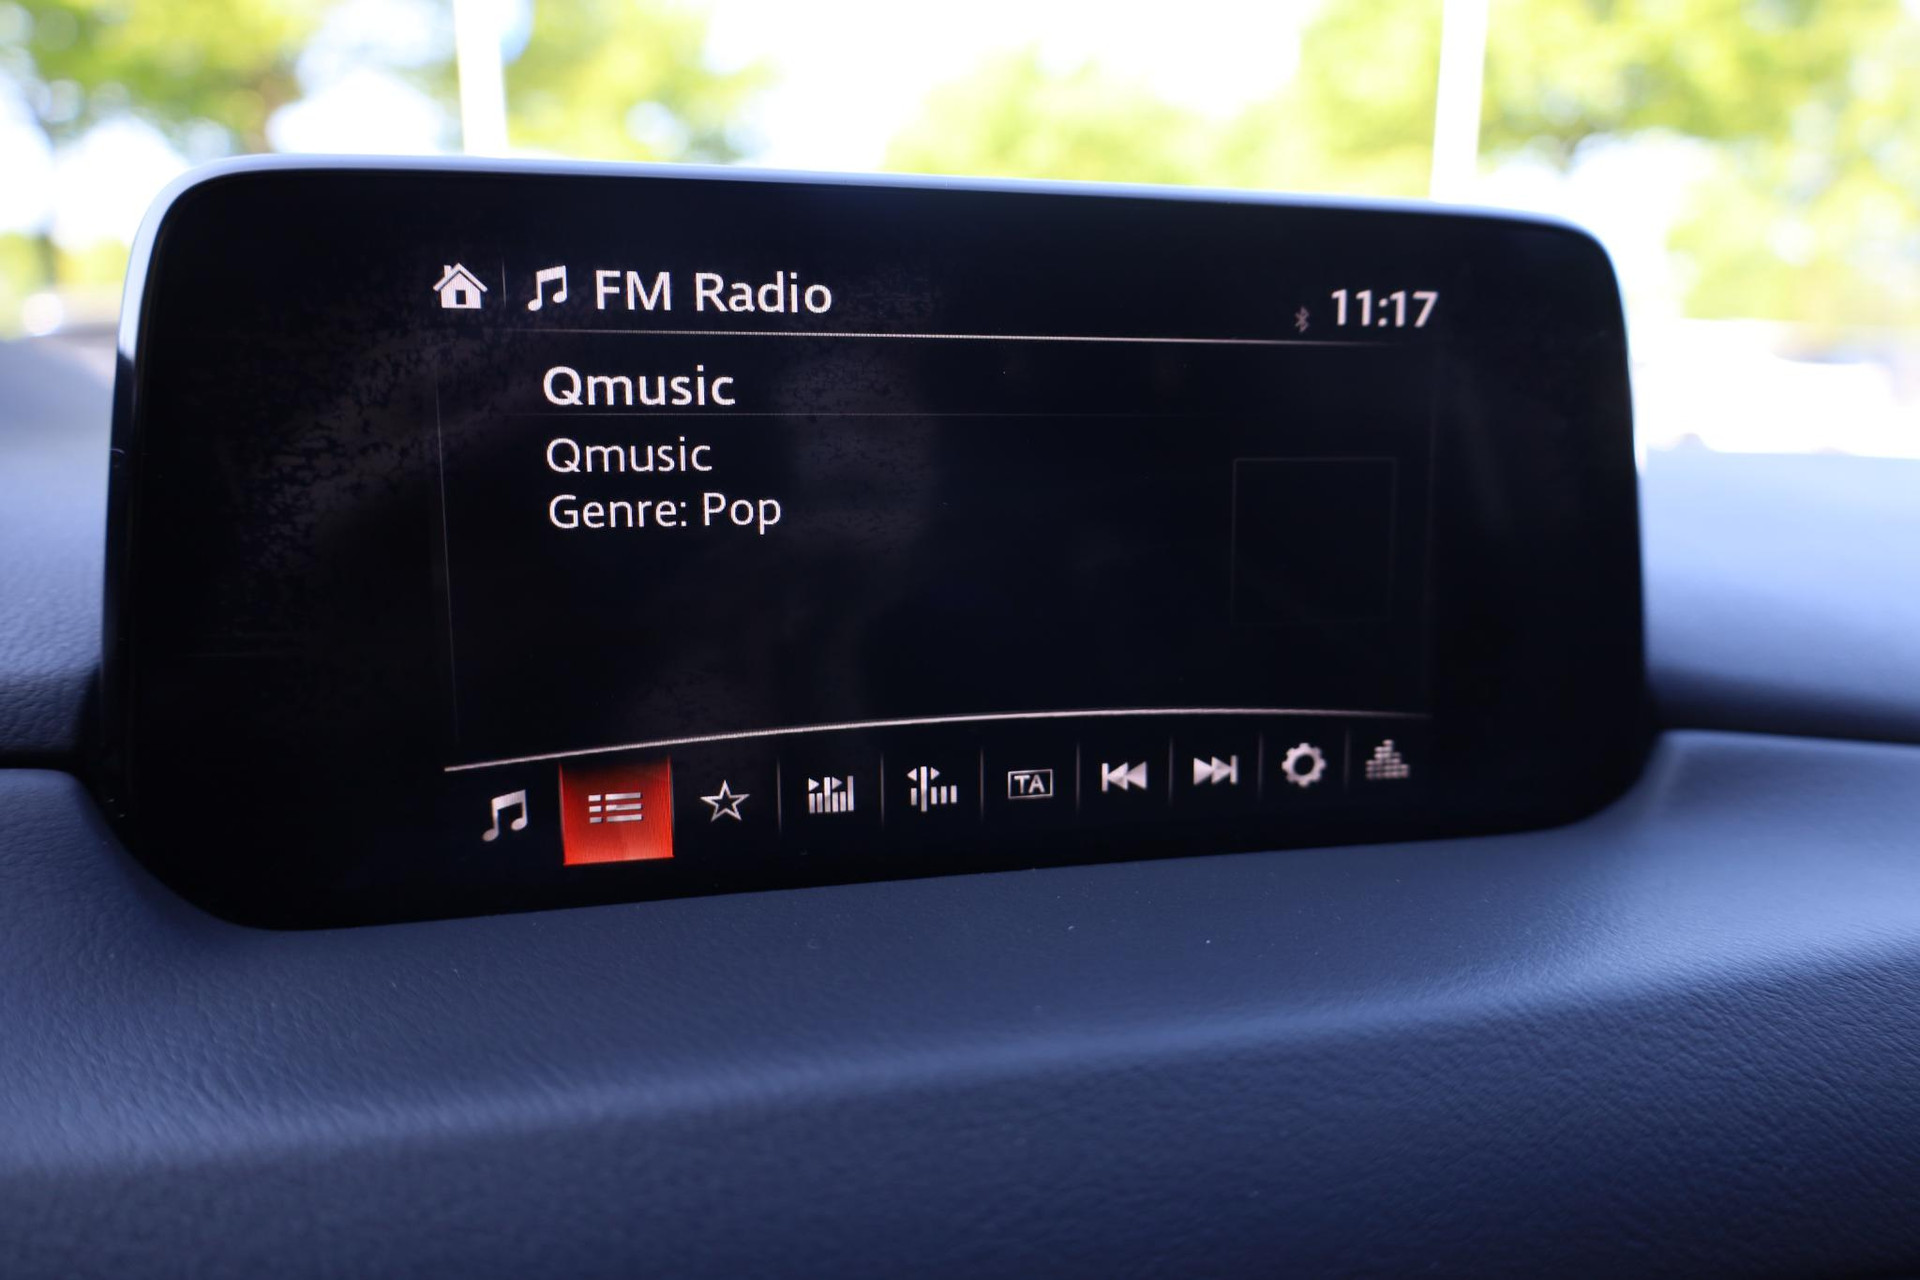 FM Radio
11:17
Qmusic
Qmusic
Genre: Pop
TA